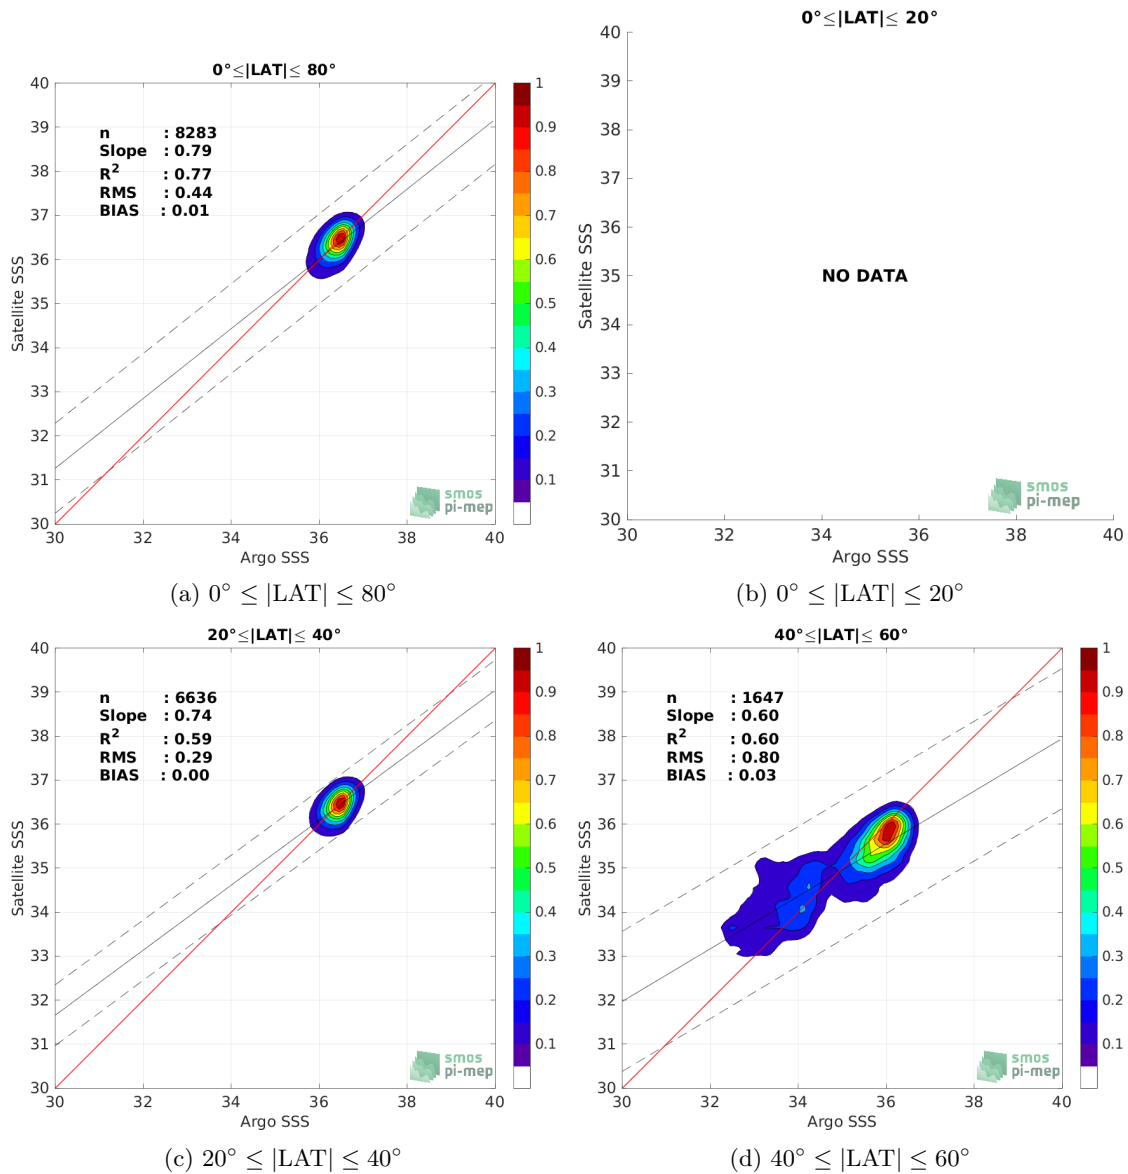 0°≤|LAT|≤ 80°
40
39
38
37
36
35
34
33
32
31
30
Satellite SSS
n : 8283
Slope : 0.79
R² : 0.77
RMS : 0.44
BIAS : 0.01
smos
pi-mep
30 32 34 36 38 40
Argo SSS
1
0.9
0.8
0.7
0.6
0.5
0.4
0.3
0.2
0.1
(a) 0° ≤ |LAT| ≤ 80°
0°≤|LAT|≤ 20°
40
39
38
37
36
35
34
33
32
31
30
Satellite SSS
NO DATA
smos
pi-mep
30 32 34 36 38 40
Argo SSS
(b) 0° ≤ |LAT| ≤ 20°
20°≤|LAT|≤ 40°
40
39
38
37
36
35
34
33
32
31
30
Satellite SSS
n : 6636
Slope : 0.74
R² : 0.59
RMS : 0.29
BIAS : 0.00
smos
pi-mep
30 32 34 36 38 40
Argo SSS
1
0.9
0.8
0.7
0.6
0.5
0.4
0.3
0.2
0.1
(c) 20° ≤ |LAT| ≤ 40°
40°≤|LAT|≤ 60°
40
39
38
37
36
35
34
33
32
31
30
Satellite SSS
n : 1647
Slope : 0.60
R² : 0.60
RMS : 0.80
BIAS : 0.03
smos
pi-mep
30 32 34 36 38 40
Argo SSS
1
0.9
0.8
0.7
0.6
0.5
0.4
0.3
0.2
0.1
(d) 40° ≤ |LAT| ≤ 60°